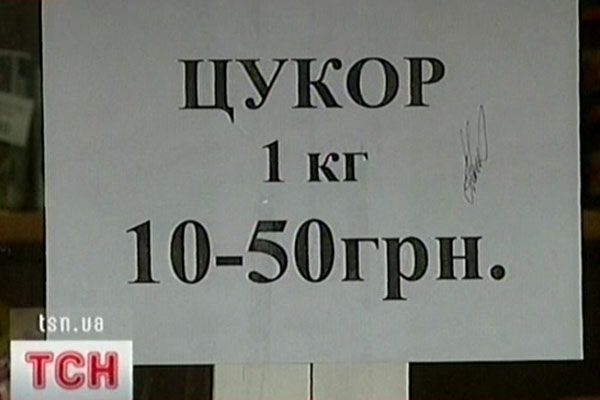 ЦУКОР
1 кг
10-50грн.
tsn.ua
ТСН